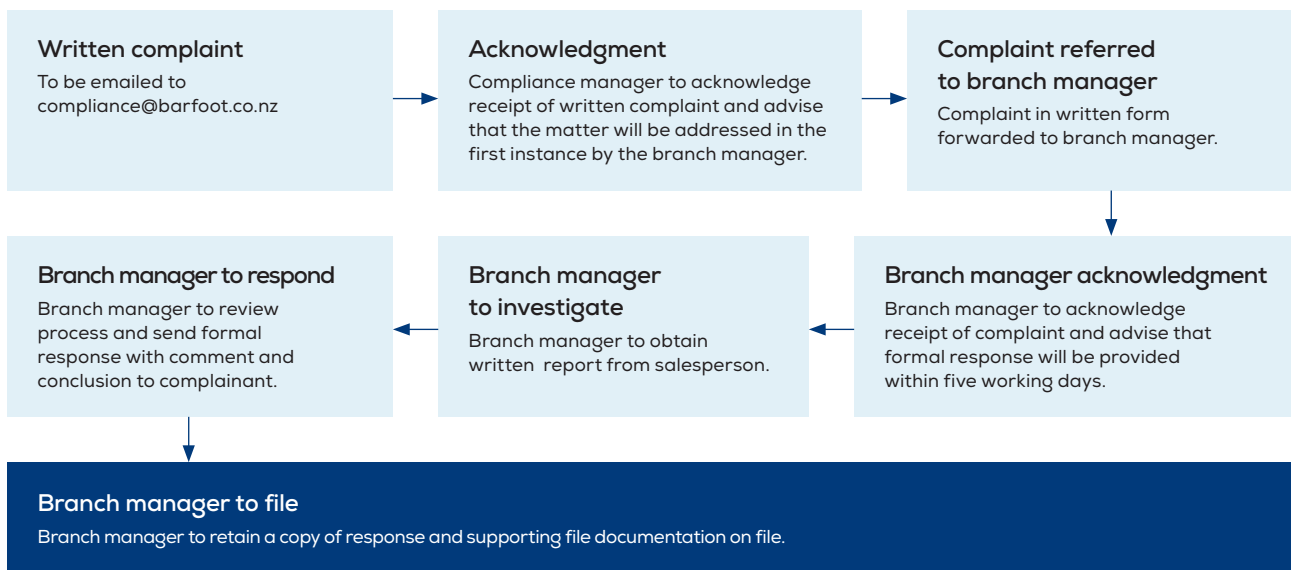 Written complaint
To be emailed to
compliance@barfoot.co.nz
Acknowledgment
Compliance manager to acknowledge
receipt of written complaint and advise
that the matter will be addressed in the
first instance by the branch manager.
Complaint referred
to branch manager
Complaint in written form
forwarded to branch manager.
Branch manager acknowledgment
Branch manager to acknowledge
receipt of complaint and advise that
formal response will be provided
within five working days.
Branch manager
to investigate
Branch manager to obtain
written  report from salesperson.
Branch manager to respond
Branch manager to review
process and send formal
response with comment and
conclusion to complainant.
Branch manager to file
Branch manager to retain a copy of response and supporting file documentation on file.